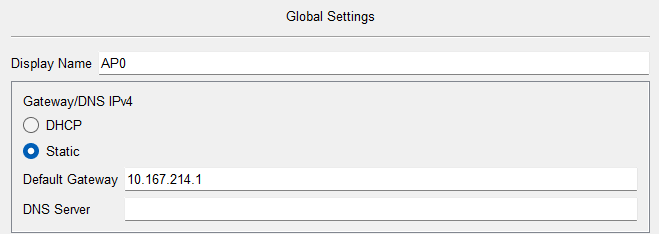 Global Settings
Display Name AP0
Gateway/DNS IPv4
DHCP
Static
Default Gateway 10.167.214.1
DNS Server